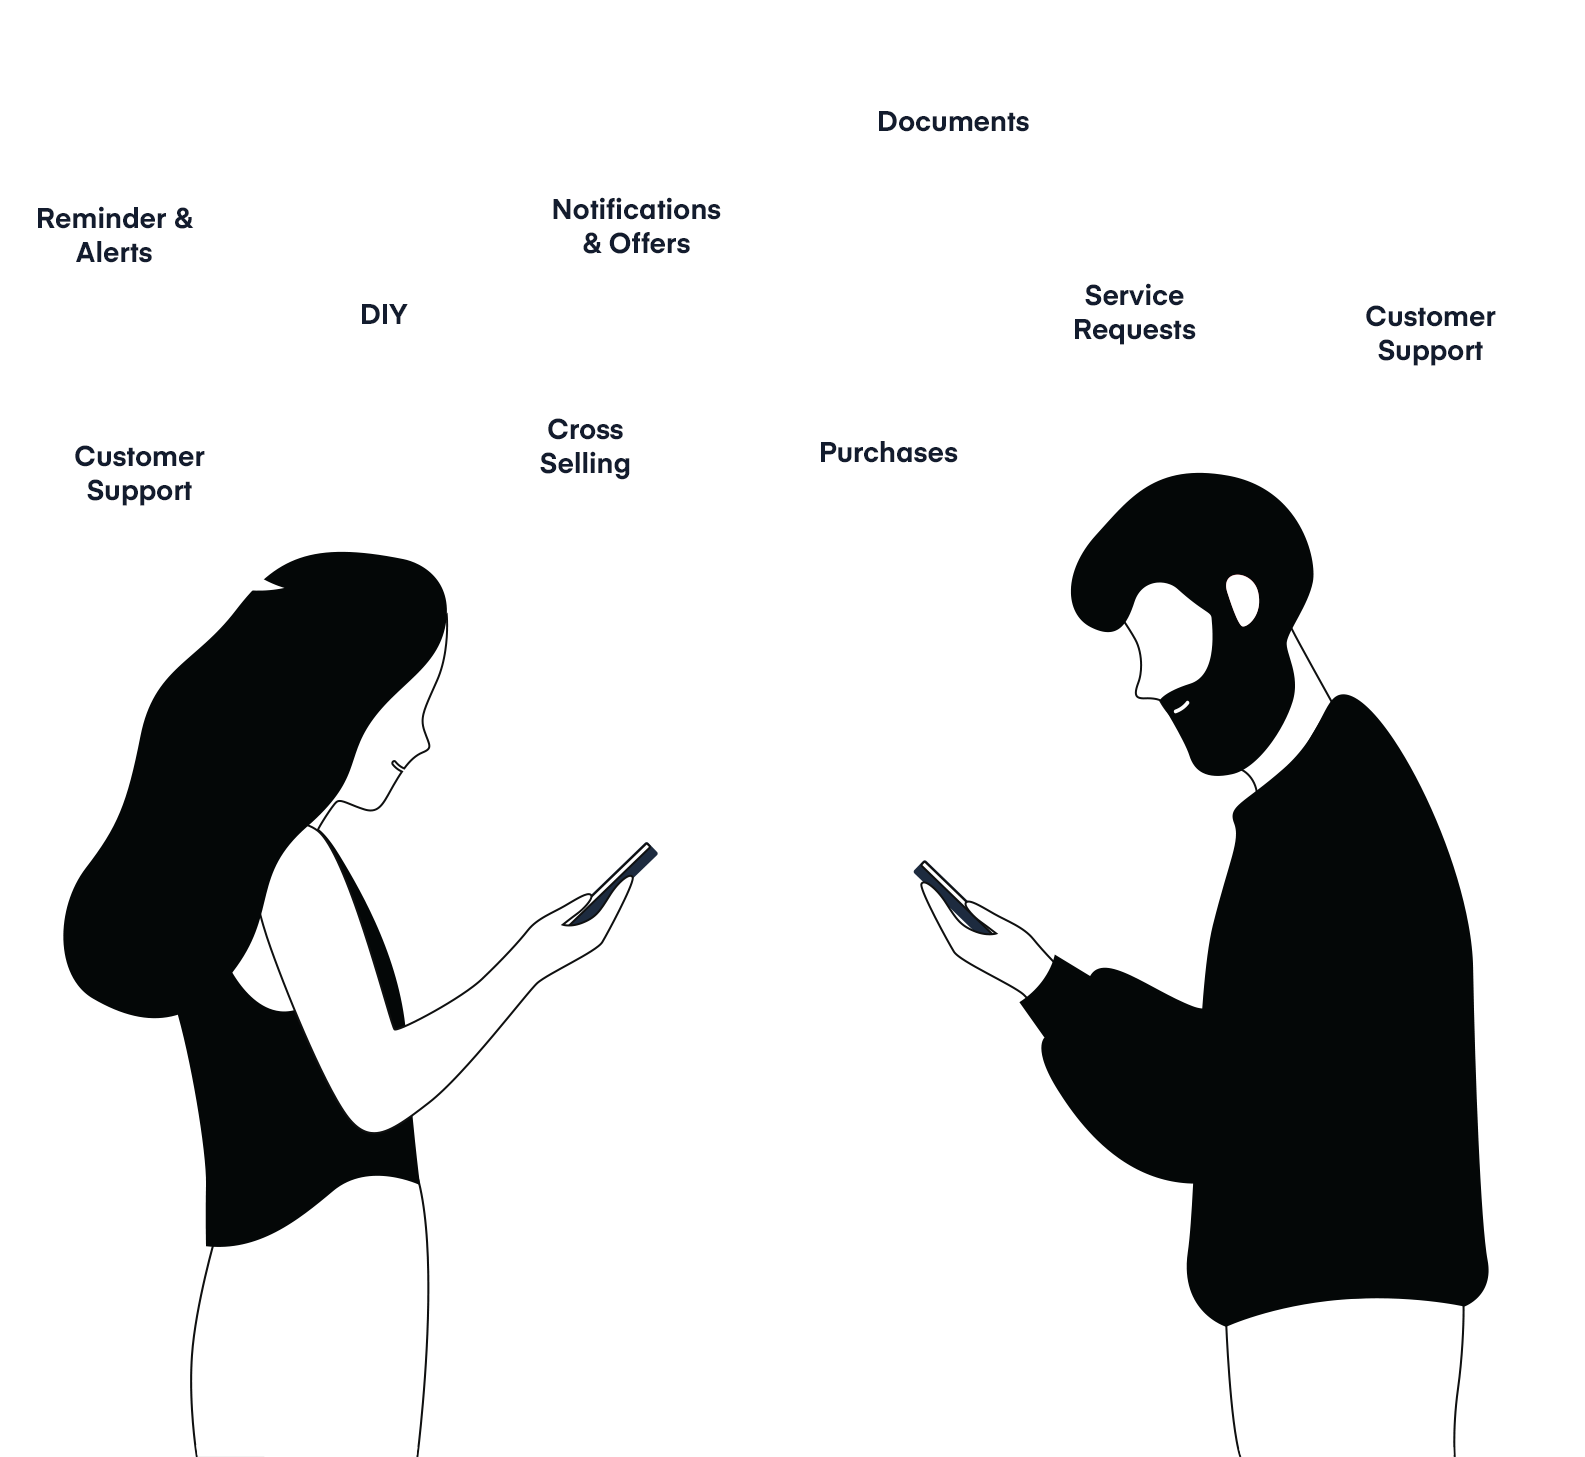 Documents
Reminder &
Alerts
Notifications
& Offers
DIY
Service
Requests
Customer
Support
Customer
Support
Cross
Selling
Purchases